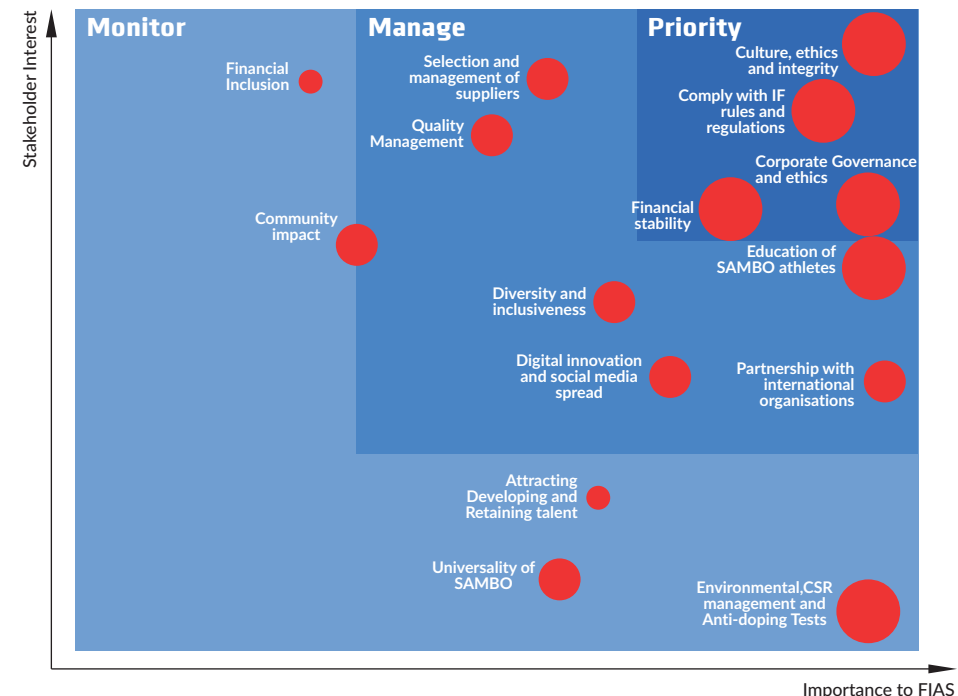 Stakeholder Interest
Monitor
Manage
Priority
Financial
Inclusion
Selection and
management of
suppliers
Culture, ethics
and integrity
Comply with IF
rules and
regulations
Quality
Management
Corporate Governance
and ethics
Financial
stability
Community
impact
Education of
SAMBO athletes
Diversity and
inclusiveness
Digital innovation
and social media
spread
Partnership with
international
organisations
Attracting
Developing and
Retaining talent
Universality of
SAMBO
Environmental,CSR
management and
Anti-doping Tests
Importance to FIAS